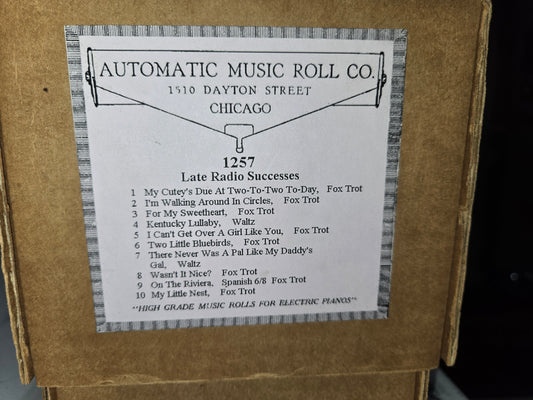 AUTOMATIC MUSIC ROLL CO.
1510 DAYTON STREET
CHICAGO
1257
Late Radio Successes
1 My Cutey's Due At Two-To-Two To-Day, Fox Trot
2 I'm Walking Around In Circles, Fox Trot
3 For My Sweetheart, Fox Trot
4 Kentucky Lullaby, Waltz
5 I Can't Get Over A Girl Like You, Fox Trot
6 Two Little Bluebirds, Fox Trot
7 There Never Was A Pal Like My Daddy's
Gal, Waltz
8 Wasn't It Nice? Fox Trot
9 On The Riviera, Spanish 6/8 Fox Trot
10 My Little Nest, Fox Trot
"HIGH GRADE MUSIC ROLLS FOR ELECTRIC PIANOS"